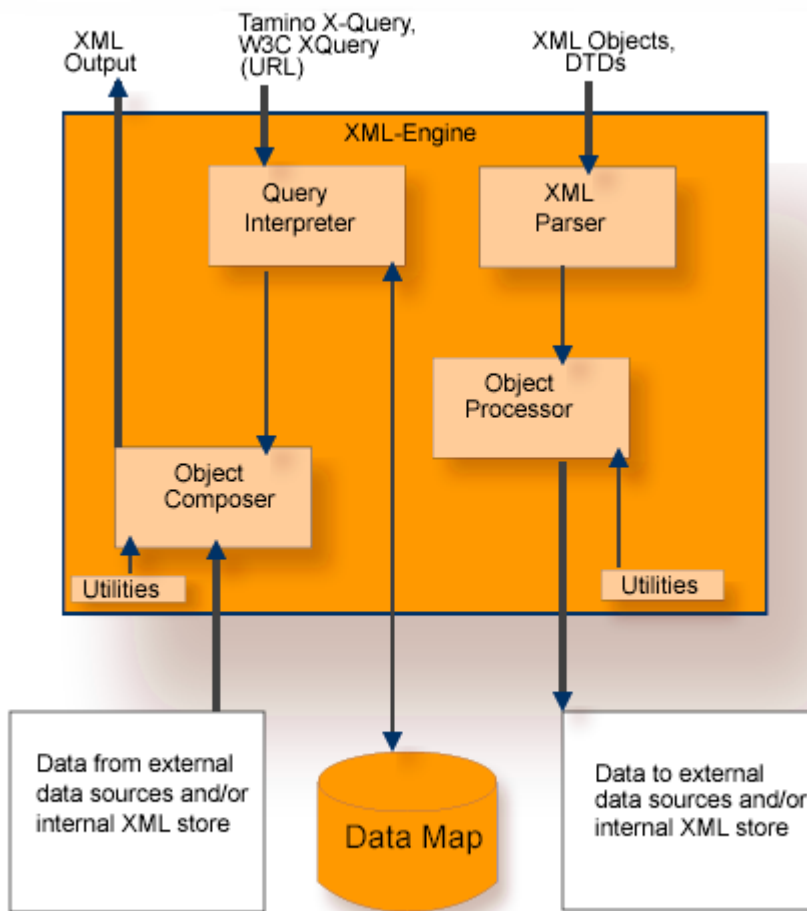 XML
Output
Tamino X-Query,
W3C XQuery
(URL)
XML Objects,
DTDs
XML-Engine
Query
Interpreter
XML
Parser
Object
Processor
Object
Composer
Utilities
Utilities
Data from external
data sources and/or
internal XML store
Data Map
Data to external
data sources and/or
internal XML store